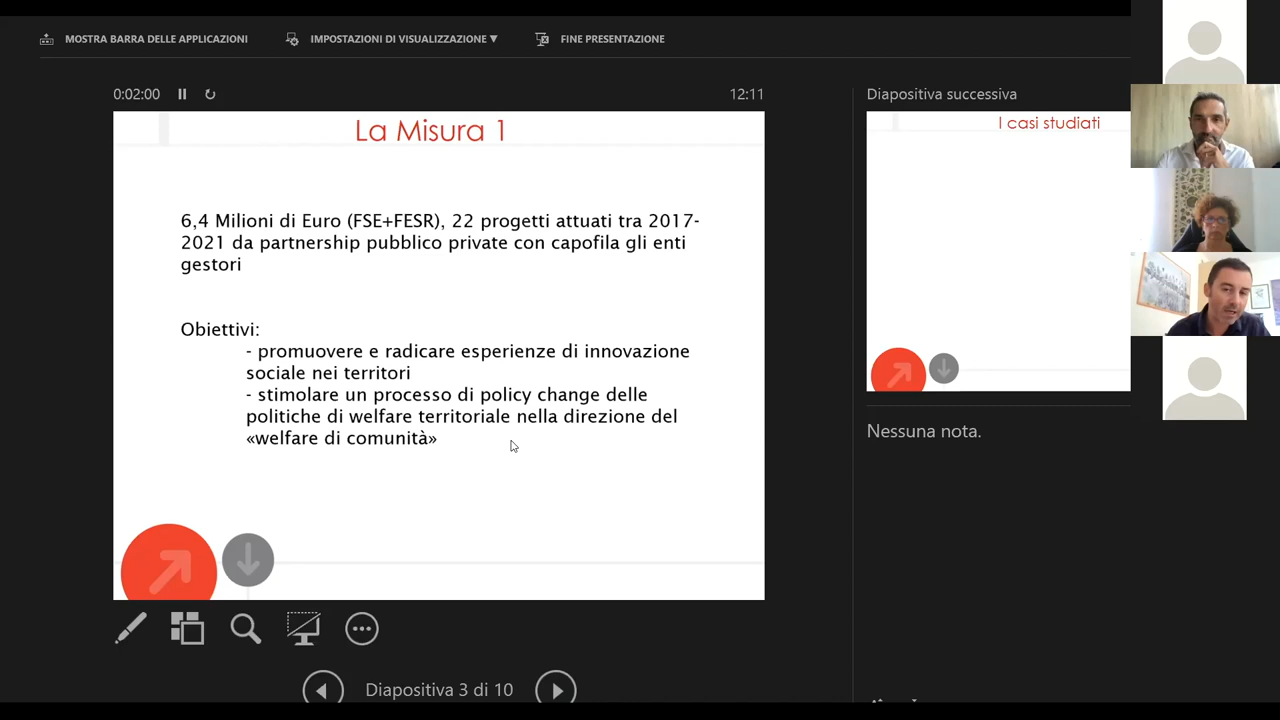 MOSTRA BARRA DELLE APPLICAZIONI
IMPOSTAZIONI DI VISUALIZZAZIONE ▼
FINE PRESENTAZIONE
0:02:00
12:11
La Misura 1
6,4 Milioni di Euro (FSE+FESR), 22 progetti attuati tra 2017-
2021 da partnership pubblico private con capofila gli enti
gestori
Obiettivi:
- promuovere e radicare esperienze di innovazione
sociale nei territori
- stimolare un processo di policy change delle
politiche di welfare territoriale nella direzione del
«welfare di comunità»
Diapositiva 3 di 10
Diapositiva successiva
I casi studiati
Nessuna nota.